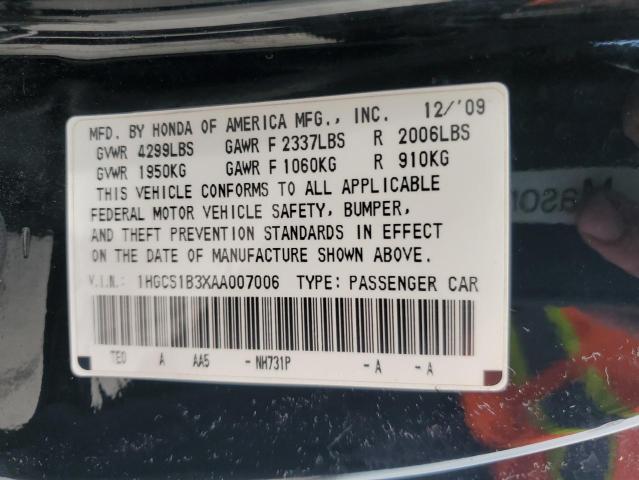 MFD. BY HONDA OF AMERICA MFG., INC. 12/'09
GVWR 4299LBS GAWR F 2337LBS R 2006LBS
GVWR 1950KG GAWR F 1060KG R 910KG
THIS VEHICLE CONFORMS TO ALL APPLICABLE
FEDERAL MOTOR VEHICLE SAFETY, BUMPER,
AND THEFT PREVENTION STANDARDS IN EFFECT
ON THE DATE OF MANUFACTURE SHOWN ABOVE.
V.I.N.: 1HGCS1B3XAA007006 TYPE: PASSENGER CAR
TE0 A AA5 - NH731P - A - A
Mason